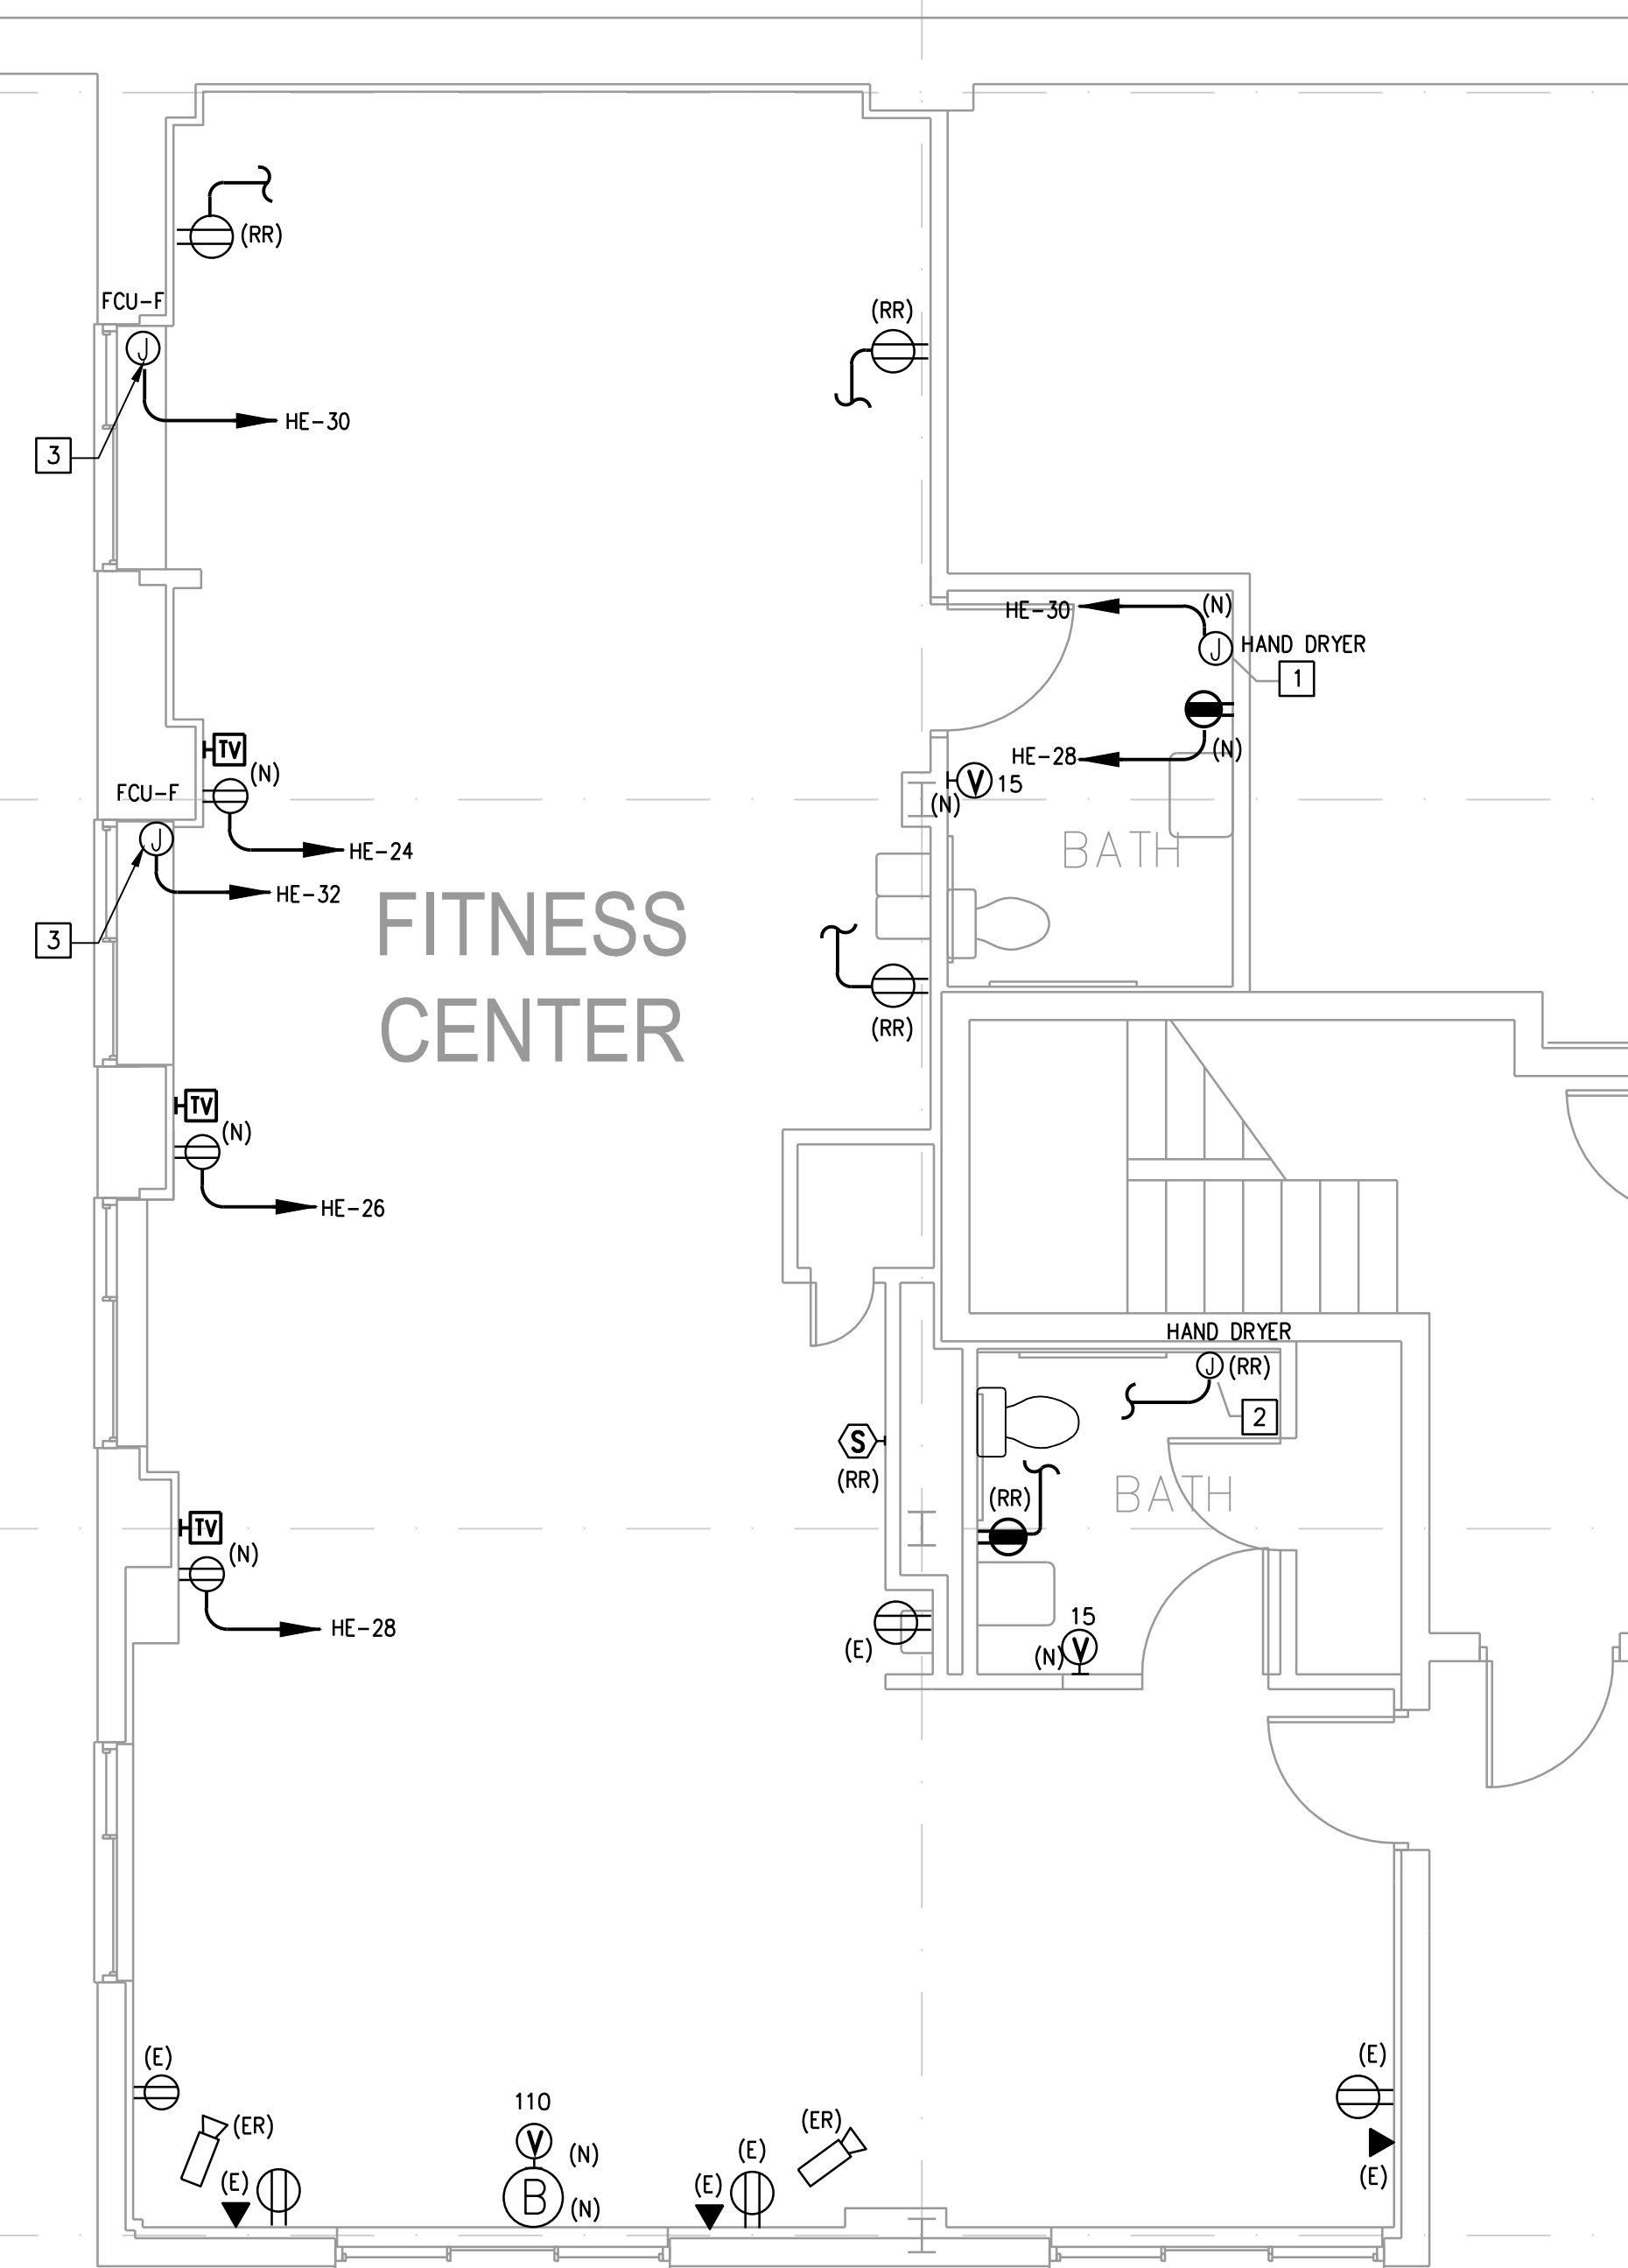 (RR)
FCU-F
J
(RR)
HE-30
3
HE-30
(N)
J
HAND DRYER
1
TV
(N)
HE-28
(N)
FCU-F
V
15
(N)
J
HE-24
BATH
HE-32
FITNESS
3
CENTER
(RR)
TV
(N)
HE-26
HAND DRYER
J
(RR)
2
S
(RR)
BATH
(RR)
TV
(N)
HE-28
15
(E)
(N)
V
(E)
(E)
110
(ER)
(ER)
V
(N)
(E)
(E)
(E)
(E)
B
(N)